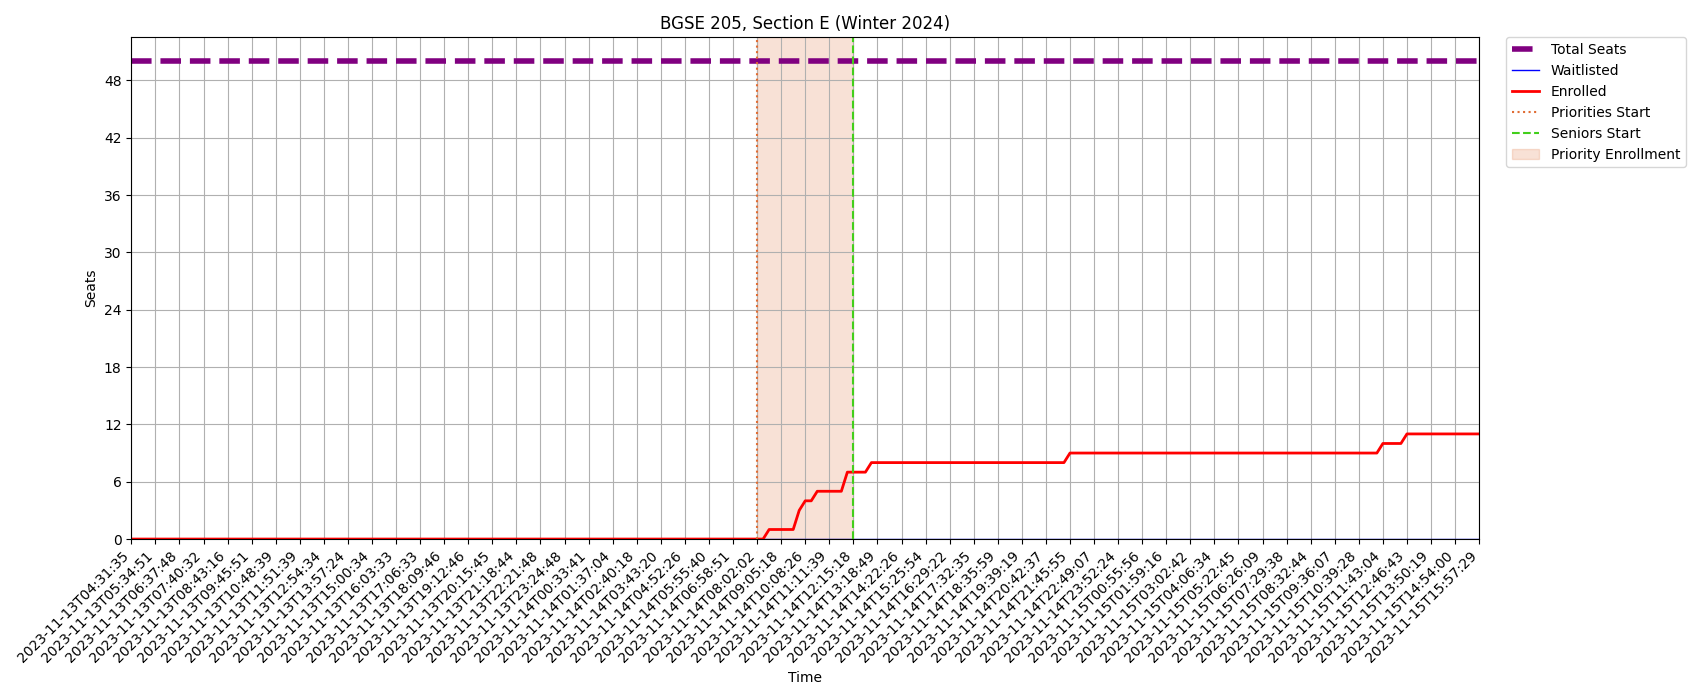 BGSE 205, Section E (Winter 2024)
Total Seats
Waitlisted
Enrolled
Priorities Start
Seniors Start
Priority Enrollment
Seats
48
42
36
30
24
18
12
6
0
2023-11-13T04:31:35
2023-11-13T05:34:51
2023-11-13T06:37:48
2023-11-13T07:40:32
2023-11-13T08:43:16
2023-11-13T09:45:51
2023-11-13T10:48:39
2023-11-13T11:51:39
2023-11-13T12:54:34
2023-11-13T13:57:24
2023-11-13T15:00:34
2023-11-13T16:03:33
2023-11-13T17:06:33
2023-11-13T18:09:46
2023-11-13T19:12:46
2023-11-13T20:15:45
2023-11-13T21:18:44
2023-11-13T22:21:48
2023-11-13T23:24:48
2023-11-14T00:33:41
2023-11-14T01:37:04
2023-11-14T02:40:18
2023-11-14T03:43:20
2023-11-14T04:52:26
2023-11-14T05:55:40
2023-11-14T06:58:51
2023-11-14T08:02:02
2023-11-14T09:05:18
2023-11-14T10:08:26
2023-11-14T11:11:39
2023-11-14T12:15:18
2023-11-14T13:18:49
2023-11-14T14:22:26
2023-11-14T15:25:54
2023-11-14T16:29:22
2023-11-14T17:32:35
2023-11-14T18:35:59
2023-11-14T19:39:19
2023-11-14T20:42:37
2023-11-14T21:45:55
2023-11-14T22:49:07
2023-11-14T23:52:24
2023-11-15T00:55:56
2023-11-15T01:59:16
2023-11-15T03:02:42
2023-11-15T04:06:34
2023-11-15T05:22:45
2023-11-15T06:26:09
2023-11-15T07:29:38
2023-11-15T08:32:44
2023-11-15T09:36:07
2023-11-15T10:39:28
2023-11-15T11:43:04
2023-11-15T12:46:43
2023-11-15T13:50:19
2023-11-15T14:54:00
2023-11-15T15:57:29
Time